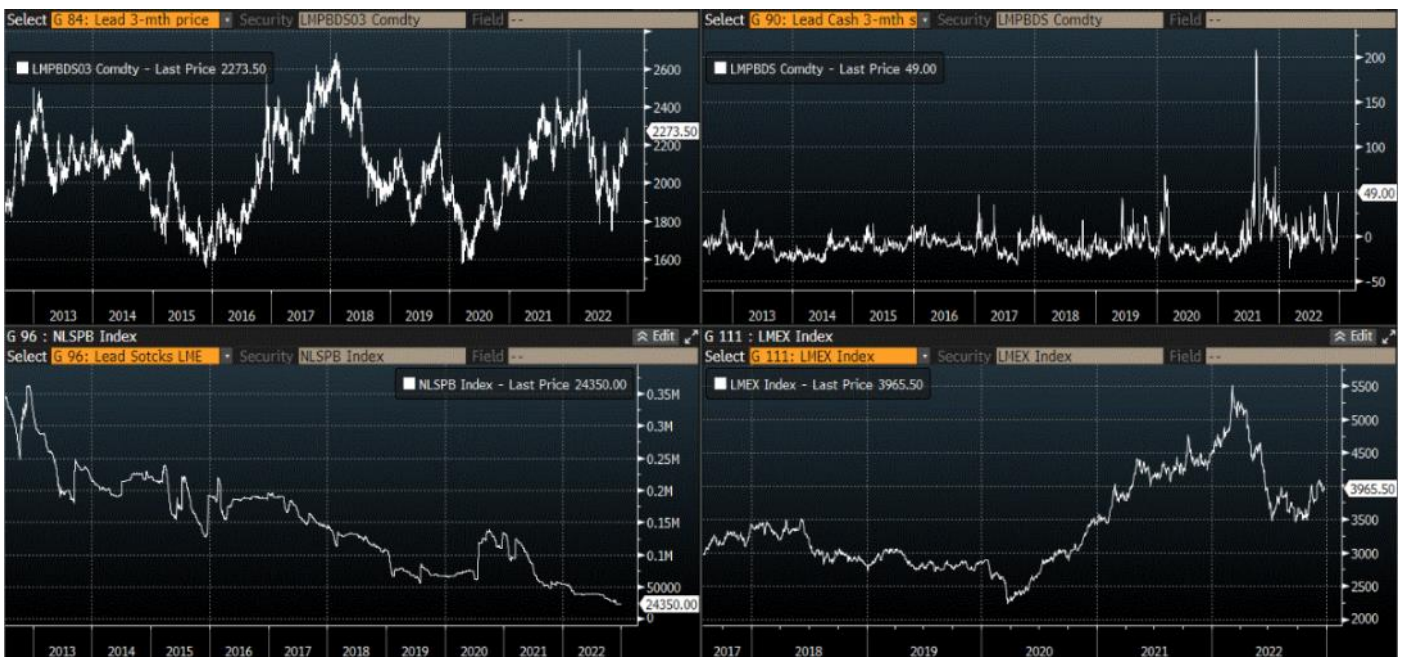 Select G 84: Lead 3-mth price Security LMPBDS03 Comdty Field --
LMPBDS03 Comdty - Last Price 2273.50
2600
2400
2273.50
2200
2000
1800
1600
2013 2014 2015 2016 2017 2018 2019 2020 2021 2022
Select G 90: Lead Cash 3-mth s Security LMPBDS Comdty Field --
LMPBDS Comdty - Last Price 49.00
200
150
100
49.00
0
-50
2013 2014 2015 2016 2017 2018 2019 2020 2021 2022
G 96 : NLSPB Index Edit
Select G 96: Lead Sotcks LME Security NLSPB Index Field --
NLSPB Index - Last Price 24350.00
0.35M
0.3M
0.25M
0.2M
0.15M
0.1M
50000
24350.00
0
2013 2014 2015 2016 2017 2018 2019 2020 2021 2022
G 111 : LMEX Index Edit
Select G 111: LMEX Index Security LMEX Index Field --
LMEX Index - Last Price 3965.50
5500
5000
4500
3965.50
3500
3000
2500
2000
2017 2018 2019 2020 2021 2022